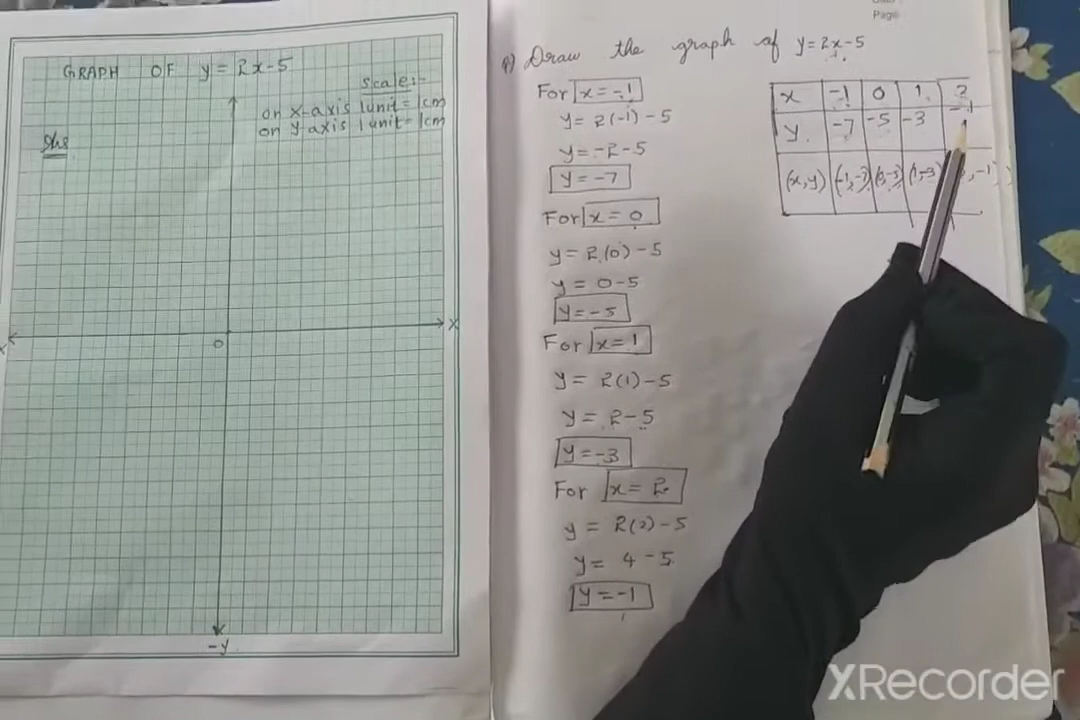 GRAPH OF y = 2x-5
Scale:-
on x-axis 1unit = 1cm
on y axis 1unit = 1cm
X
0
-y
Page
Q) Draw the graph of y=2x-5
For x=-1
y= 2(-1) -5
y= -2-5
y= -7
For x= 0
y= 2(0) -5
y= 0-5
y= -5
For x= 1
y= 2(1) -5
y= 2-5
y= -3
For x= 2
y= 2(2) -5
y= 4 -5
y= -1
x -1 0 1 2
y -7 -5 -3 -1
(x,y) (-1,-7) (0,-5) (1,-3) , -1)
XRecorder